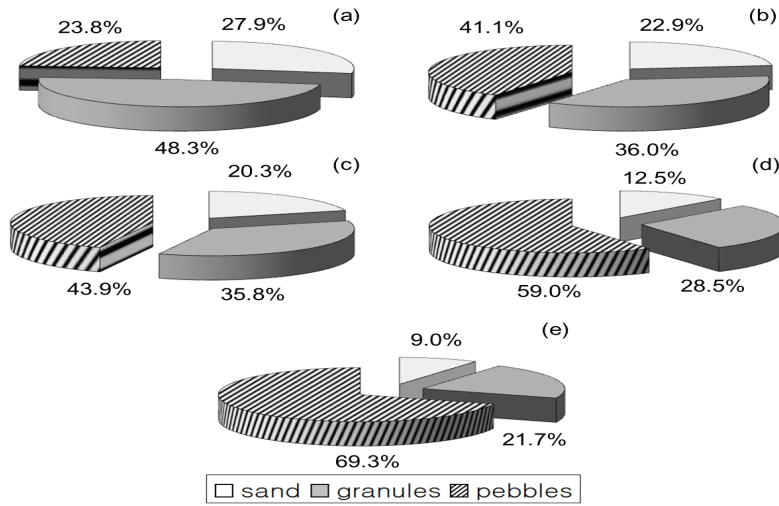 23.8% 27.9% (a)
48.3%
41.1% 22.9% (b)
36.0%
(c)
20.3%
43.9% 35.8%
(d)
12.5%
59.0% 28.5%
(e)
9.0%
69.3% 21.7%
sand granules pebbles